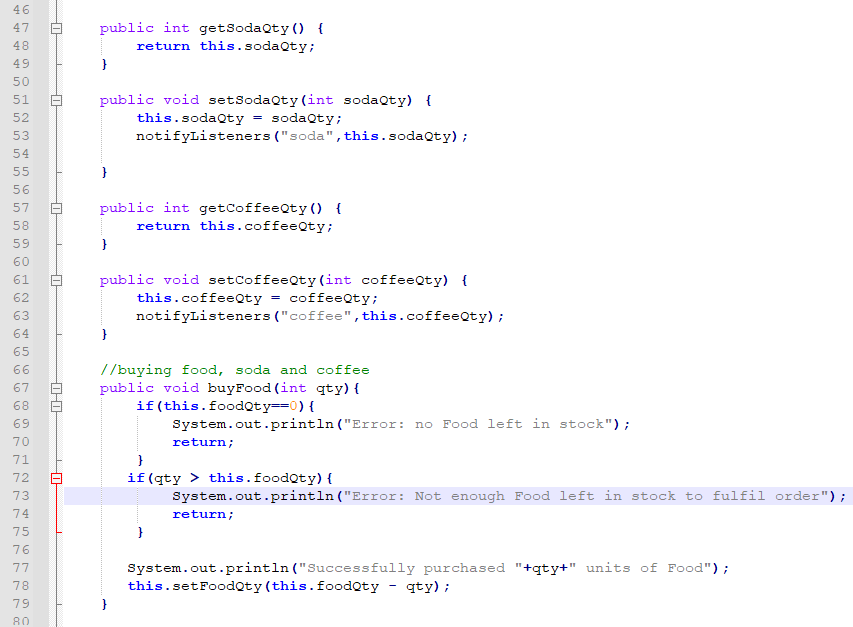 46
47 public int getSodaQty() {
48 return this.sodaQty;
49 }
50
51 public void setSodaQty(int sodaQty) {
52 this.sodaQty = sodaQty;
53 notifyListeners("soda",this.sodaQty);
54
55 }
56
57 public int getCoffeeQty() {
58 return this.coffeeQty;
59 }
60
61 public void setCoffeeQty(int coffeeQty) {
62 this.coffeeQty = coffeeQty;
63 notifyListeners("coffee",this.coffeeQty);
64 }
65
66 //buying food, soda and coffee
67 public void buyFood(int qty){
68 if(this.foodQty==0){
69 System.out.println("Error: no Food left in stock");
70 return;
71 }
72 if(qty > this.foodQty){
73 System.out.println("Error: Not enough Food left in stock to fulfil order");
74 return;
75 }
76
77 System.out.println("Successfully purchased "+qty+" units of Food");
78 this.setFoodQty(this.foodQty - qty);
79 }
80